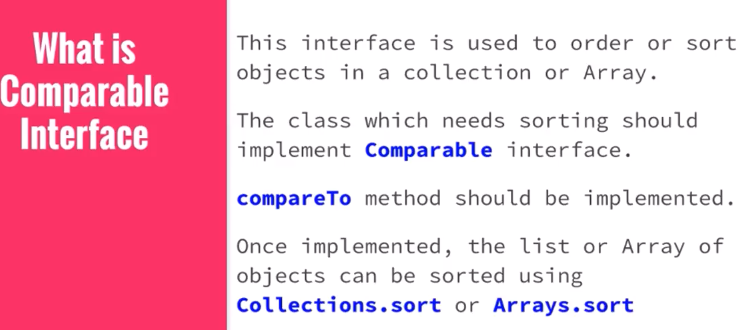 What is
Comparable
Interface
This interface is used to order or sort
objects in a collection or Array.
The class which needs sorting should
implement Comparable interface.
compareTo method should be implemented.
Once implemented, the list or Array of
objects can be sorted using
Collections.sort or Arrays.sort